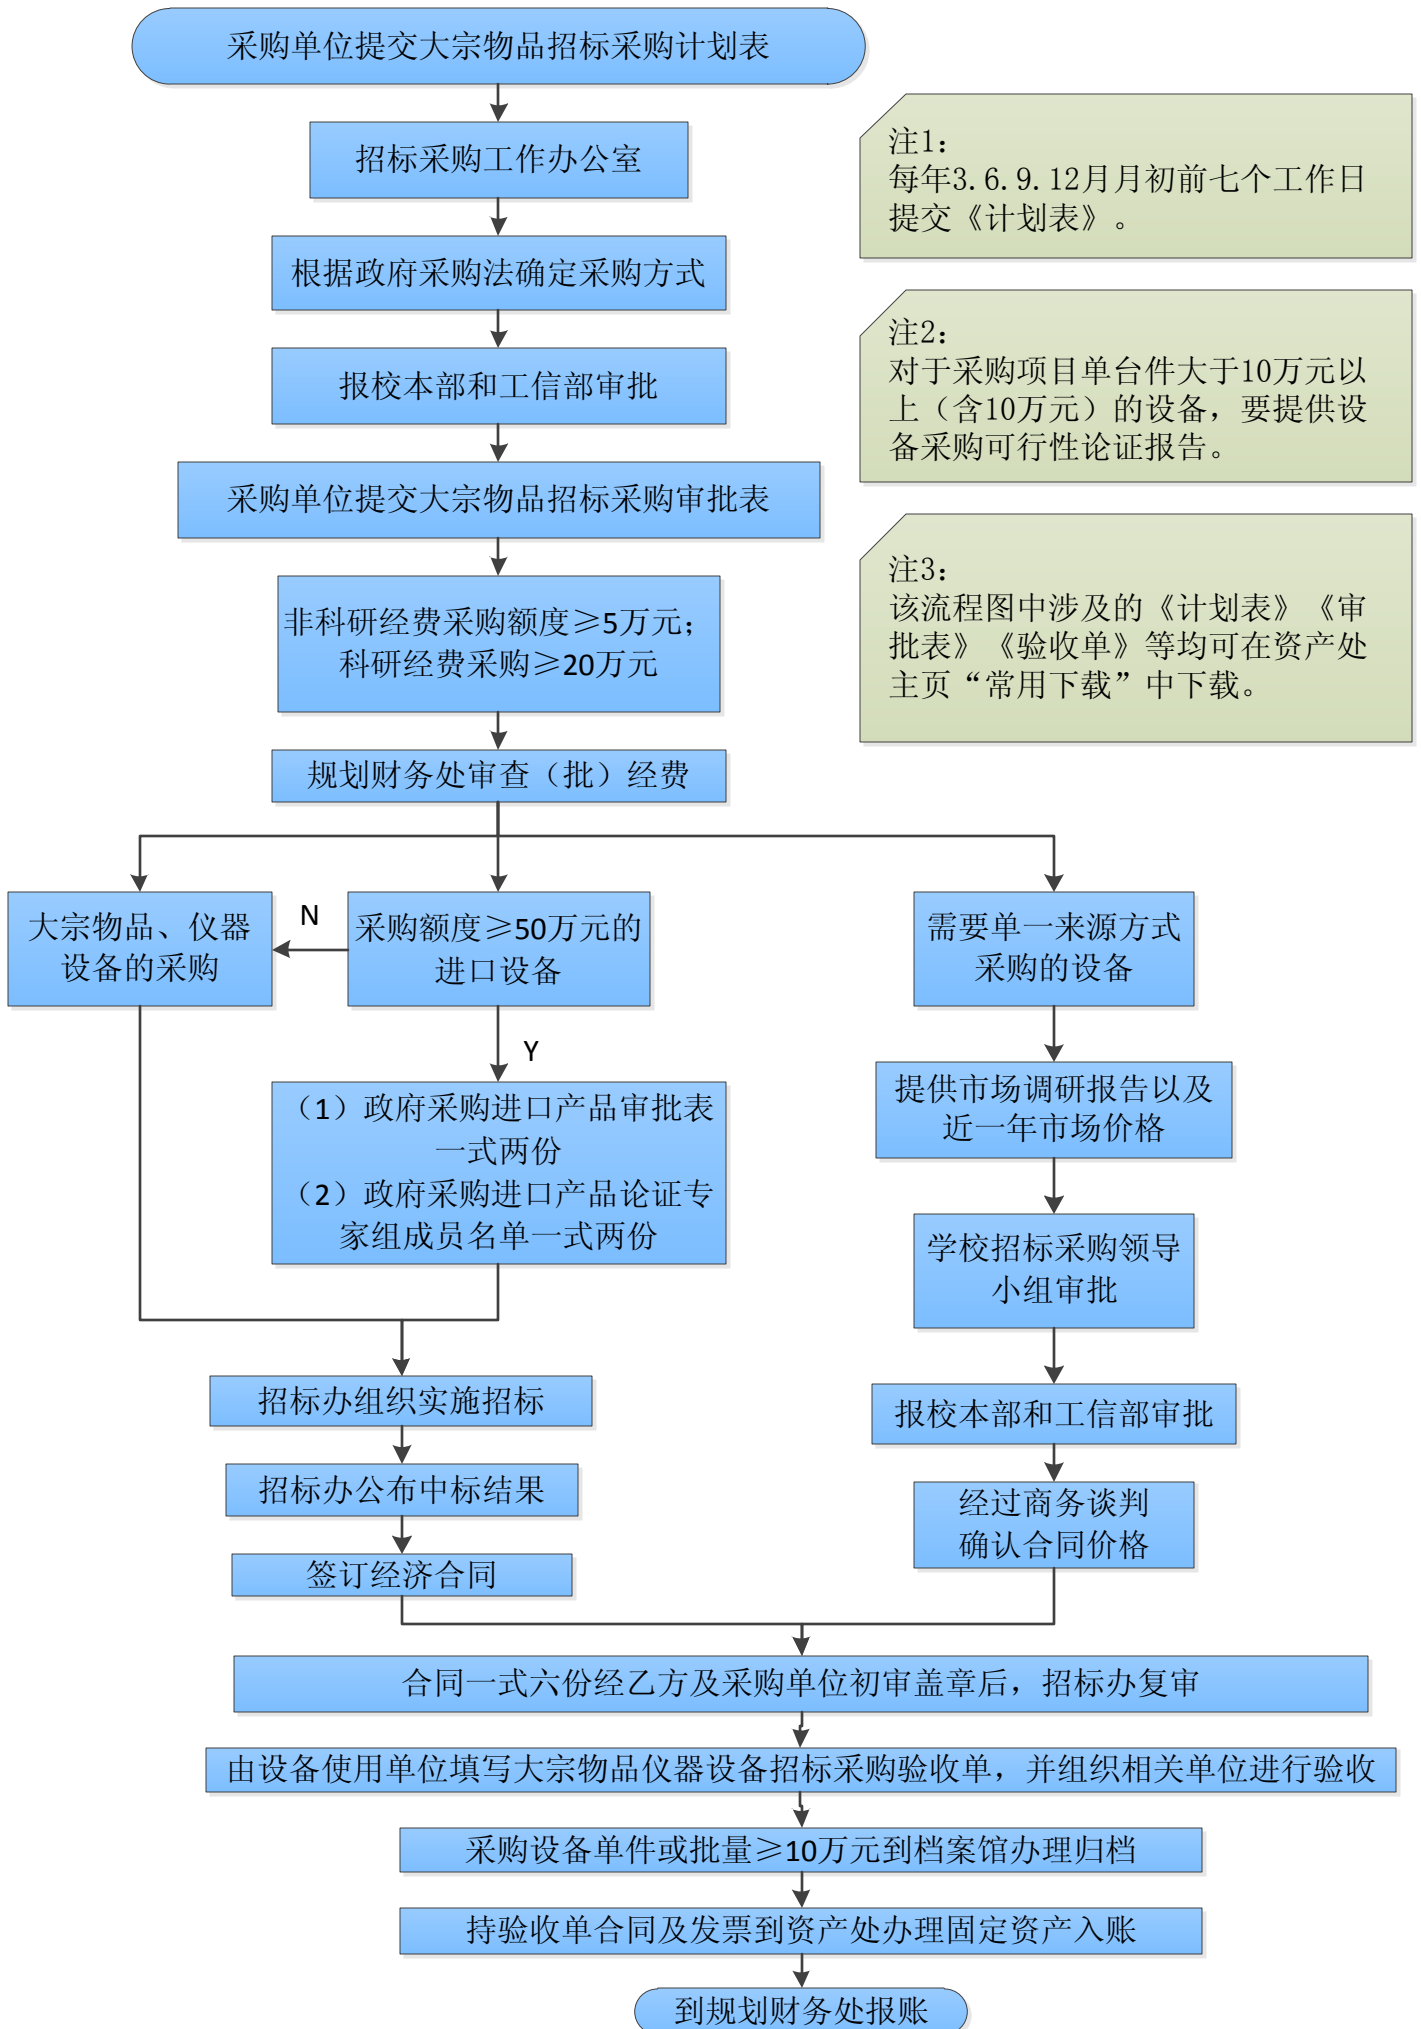 采购单位提交大宗物品招标采购计划表
招标采购工作办公室
根据政府采购法确定采购方式
报校本部和工信部审批
采购单位提交大宗物品招标采购审批表
非科研经费采购额度≥5万元；
科研经费采购≥20万元
规划财务处审查（批）经费
注1：
每年3.6.9.12月月初前七个工作日
提交《计划表》。
注2：
对于采购项目单台件大于10万元以
上（含10万元）的设备，要提供设
备采购可行性论证报告。
注3：
该流程图中涉及的《计划表》《审
批表》《验收单》等均可在资产处
主页“常用下载”中下载。
大宗物品、仪器
设备的采购
N
采购额度≥50万元的
进口设备
Y
（1）政府采购进口产品审批表
一式两份
（2）政府采购进口产品论证专
家组成员名单一式两份
需要单一来源方式
采购的设备
提供市场调研报告以及
近一年市场价格
学校招标采购领导
小组审批
报校本部和工信部审批
经过商务谈判
确认合同价格
招标办组织实施招标
招标办公布中标结果
签订经济合同
合同一式六份经乙方及采购单位初审盖章后，招标办复审
由设备使用单位填写大宗物品仪器设备招标采购验收单，并组织相关单位进行验收
采购设备单件或批量≥10万元到档案馆办理归档
持验收单合同及发票到资产处办理固定资产入账
到规划财务处报账